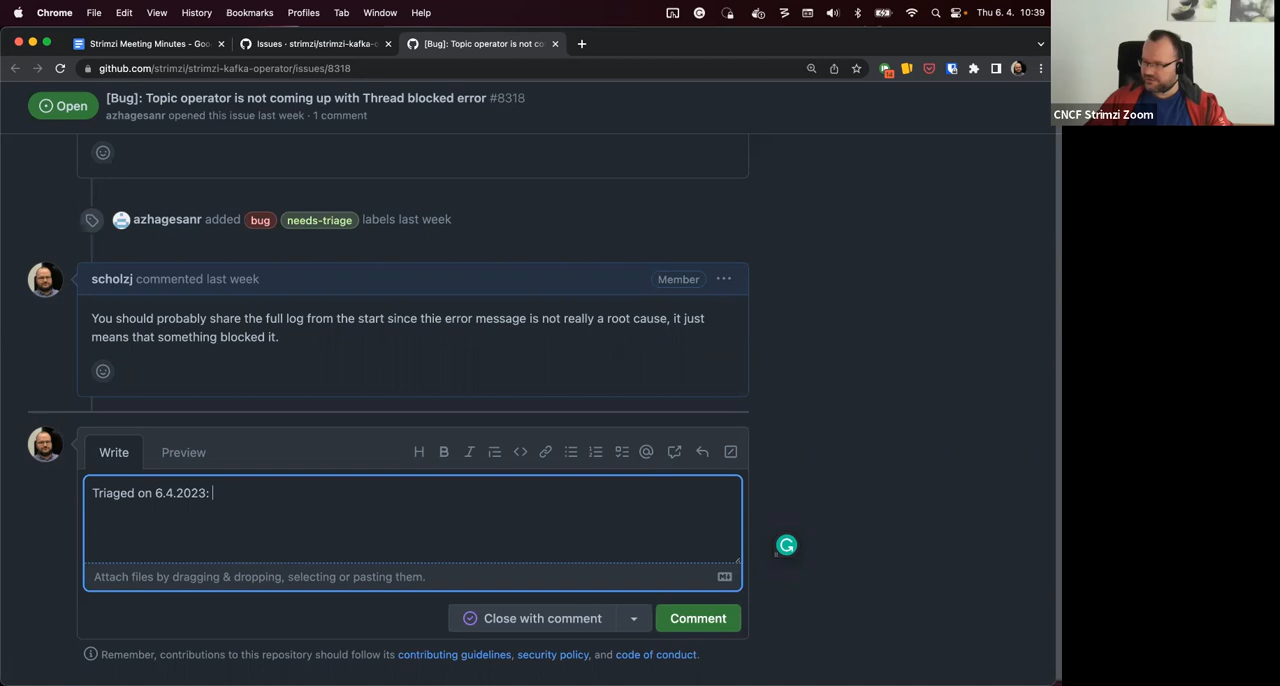 Chrome File Edit View History Bookmarks Profiles Tab Window Help Thu 6. 4. 10:39
Strimzi Meeting Minutes - Goo
Issues · strimzi/strimzi-kafka-o
[Bug]: Topic operator is not co
github.com/strimzi/strimzi-kafka-operator/issues/8318
14
CNCF Strimzi Zoom
Open
[Bug]: Topic operator is not coming up with Thread blocked error #8318
azhagesanr opened this issue last week · 1 comment
azhagesanr added bug needs-triage labels last week
scholzj commented last week
Member
You should probably share the full log from the start since thie error message is not really a root cause, it just
means that something blocked it.
Write Preview
Triaged on 6.4.2023:
Attach files by dragging & dropping, selecting or pasting them.
Close with comment
Comment
Remember, contributions to this repository should follow its contributing guidelines, security policy, and code of conduct.